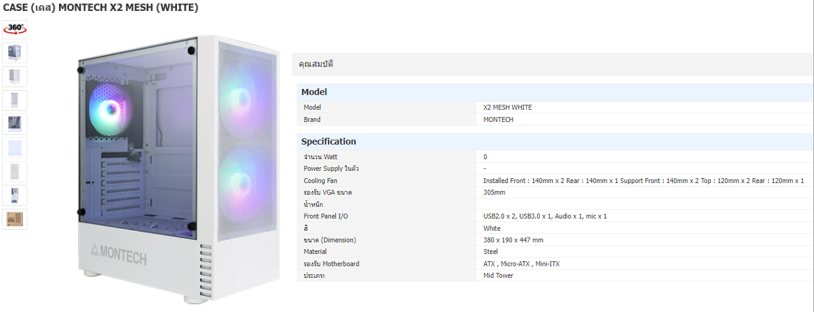 CASE (เคส) MONTECH X2 MESH (WHITE)
360°
MONTECH
คุณสมบัติ
Model
Model X2 MESH WHITE
Brand MONTECH
Specification
จำนวน Watt 0
Power Supply ในตัว -
Cooling Fan Installed Front : 140mm x 2 Rear : 140mm x 1 Support Front : 140mm x 2 Top : 120mm x 2 Rear : 120mm x 1
รองรับ VGA ขนาด 305mm
น้ำหนัก
Front Panel I/O USB2.0 x 2, USB3.0 x 1, Audio x 1, mic x 1
สี White
ขนาด (Dimension) 380 x 190 x 447 mm
Material Steel
รองรับ Motherboard ATX , Micro-ATX , Mini-ITX
ประเภท Mid Tower